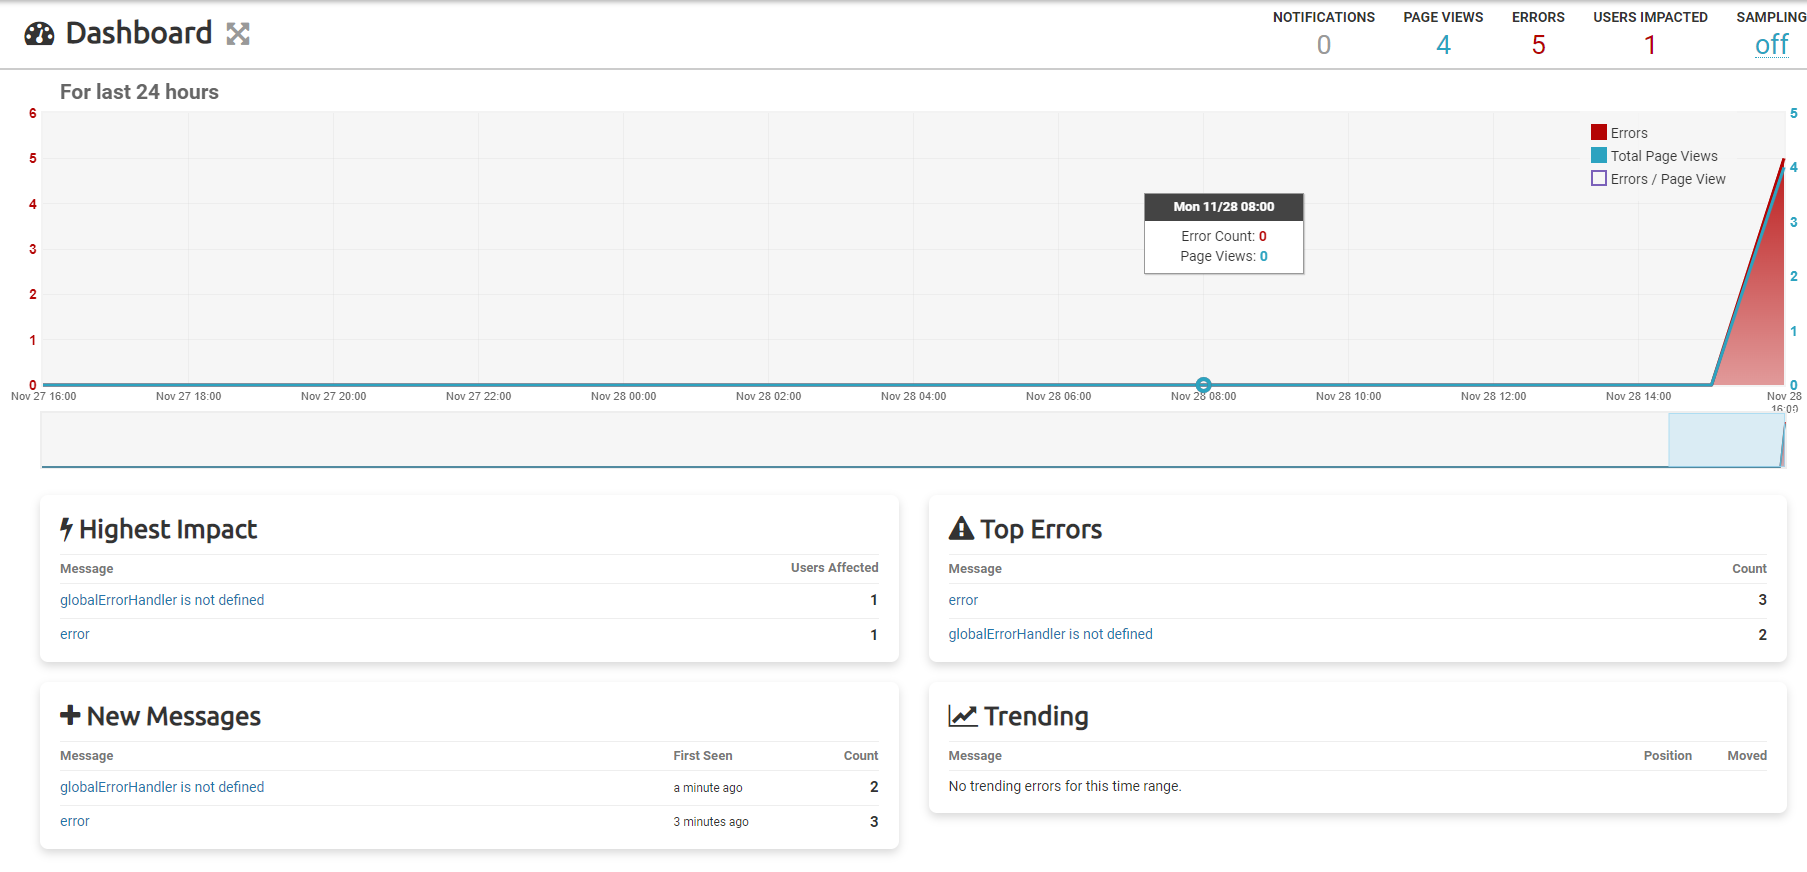 Dashboard
NOTIFICATIONS PAGE VIEWS ERRORS USERS IMPACTED SAMPLING
0 4 5 1 off
For last 24 hours
6
5
4
3
2
1
0
5
4
3
2
1
0
Errors
Total Page Views
Errors / Page View
Mon 11/28 08:00
Error Count: 0
Page Views: 0
Nov 27 16:00 Nov 27 18:00 Nov 27 20:00 Nov 27 22:00 Nov 28 00:00 Nov 28 02:00 Nov 28 04:00 Nov 28 06:00 Nov 28 08:00 Nov 28 10:00 Nov 28 12:00 Nov 28 14:00 Nov 28
16:00
Highest Impact
Message Users Affected
globalErrorHandler is not defined 1
error 1
Top Errors
Message Count
error 3
globalErrorHandler is not defined 2
New Messages
Message First Seen Count
globalErrorHandler is not defined a minute ago 2
error 3 minutes ago 3
Trending
Message Position Moved
No trending errors for this time range.